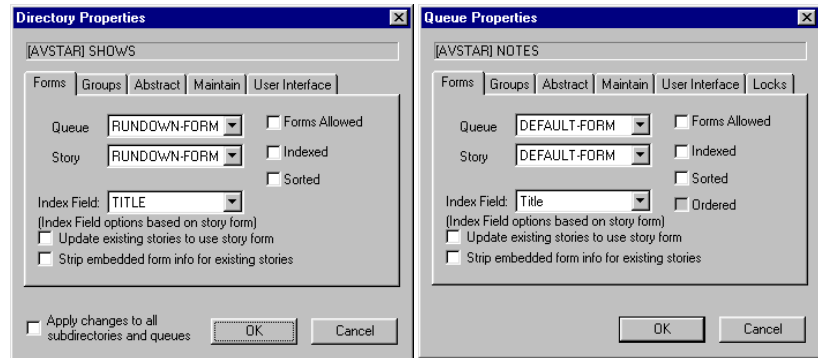 Directory Properties
[AVSTAR] SHOWS
Forms Groups Abstract Maintain User Interface
Queue RUNDOWN-FORM Forms Allowed
Story RUNDOWN-FORM Indexed
Sorted
Index Field: TITLE
(Index Field options based on story form)
Update existing stories to use story form
Strip embedded form info for existing stories
Apply changes to all
subdirectories and queues
OK Cancel
Queue Properties
[AVSTAR] NOTES
Forms Groups Abstract Maintain User Interface Locks
Queue DEFAULT-FORM Forms Allowed
Story DEFAULT-FORM Indexed
Sorted
Index Field: Title Ordered
(Index Field options based on story form)
Update existing stories to use story form
Strip embedded form info for existing stories
OK Cancel